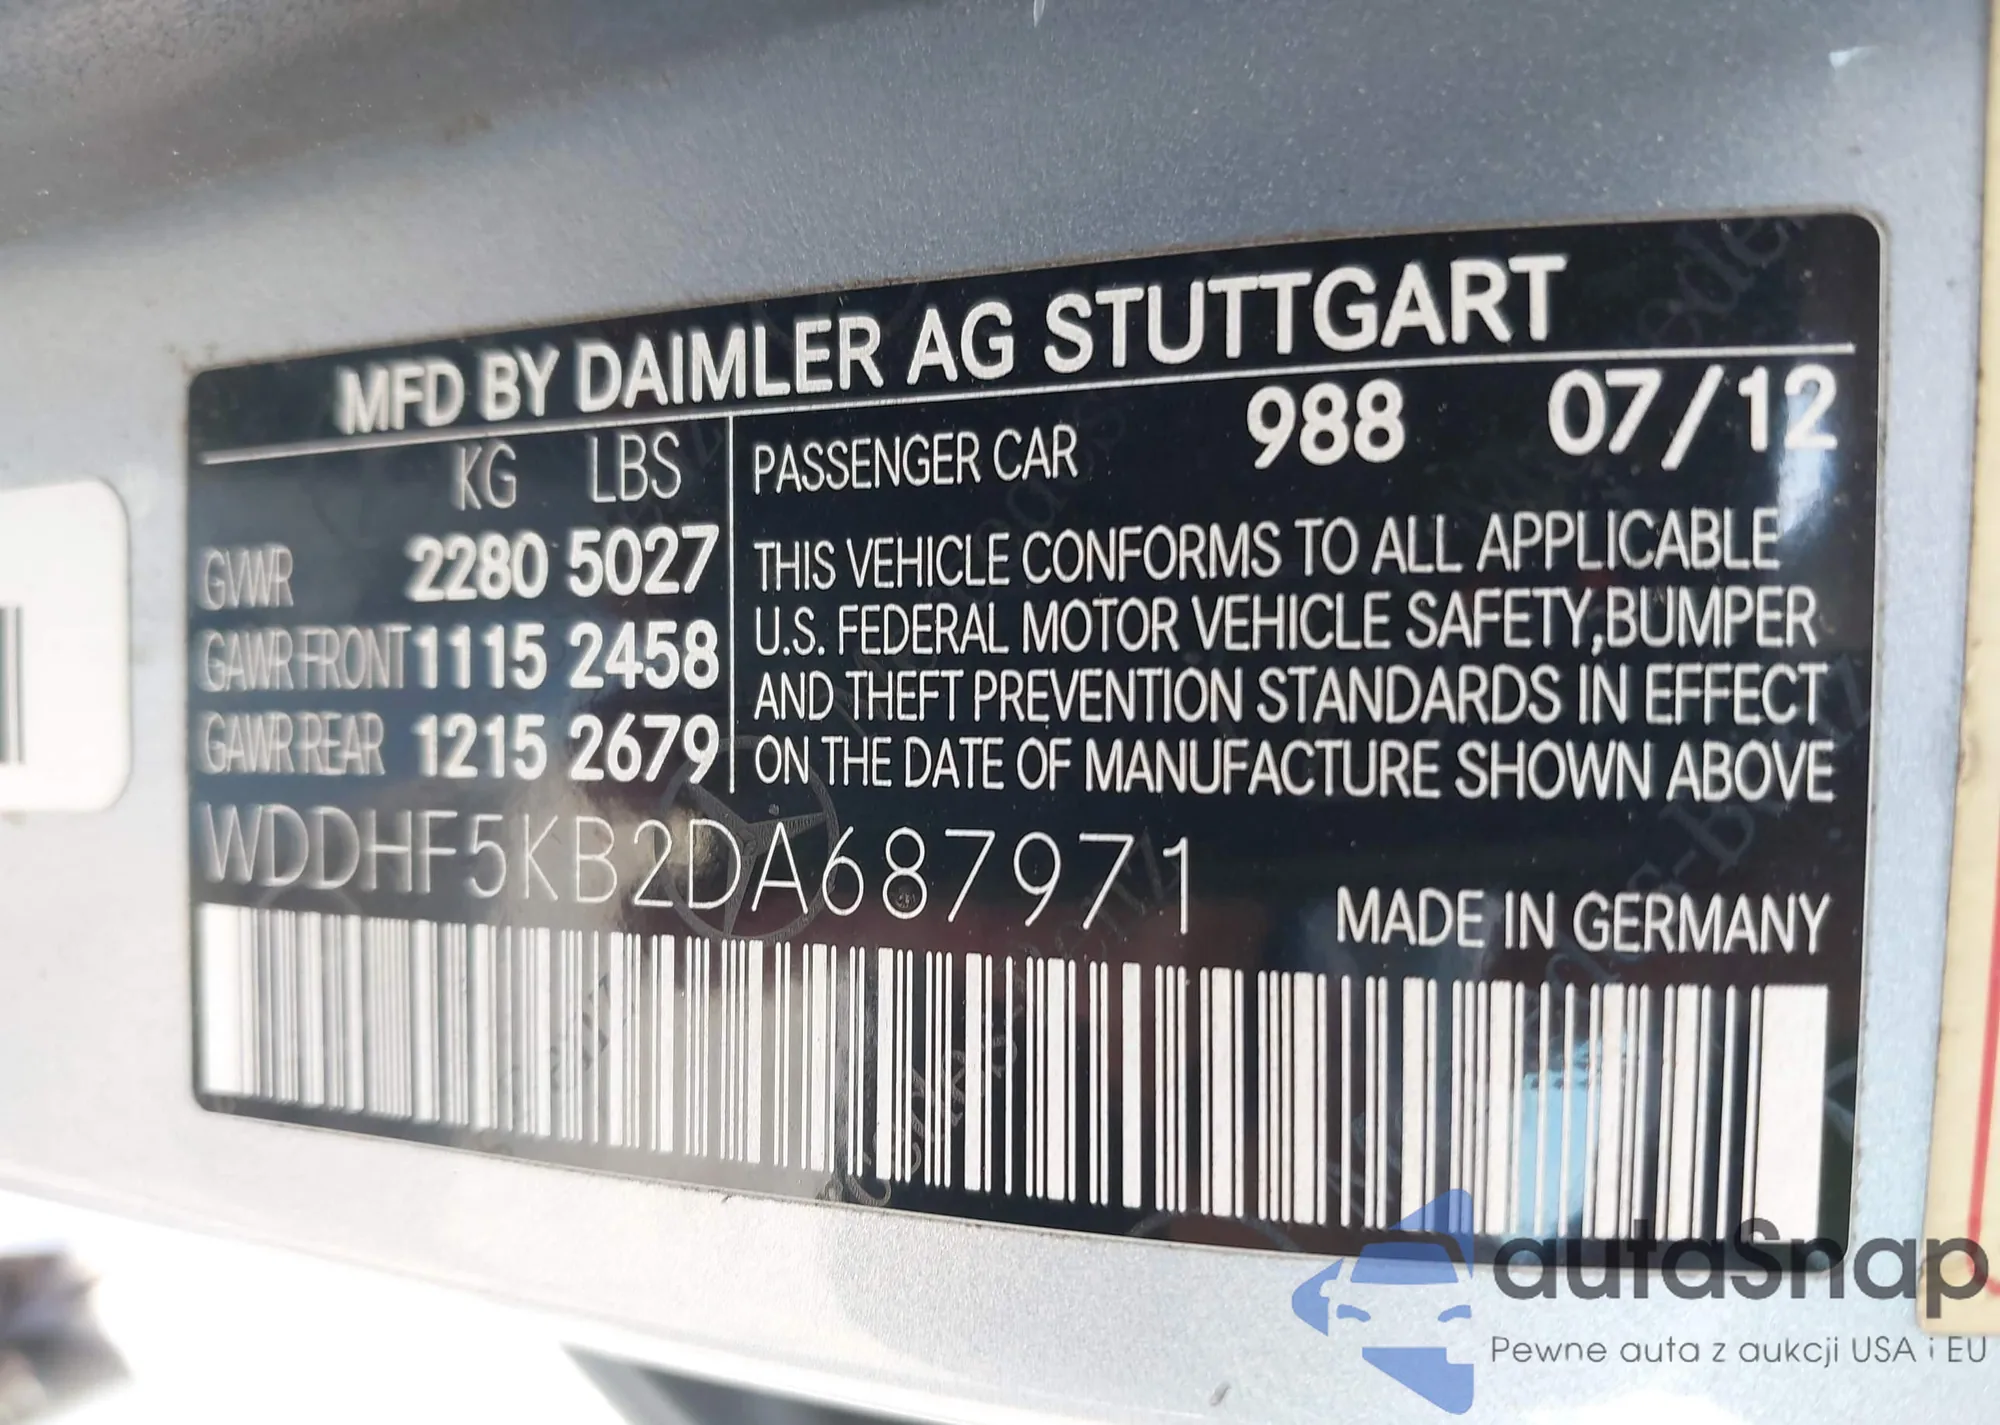 MFD BY DAIMLER AG STUTTGART
KG LBS
GVWR 2280 5027
GAWR FRONT 1115 2458
GAWR REAR 1215 2679
PASSENGER CAR 988 07/12
THIS VEHICLE CONFORMS TO ALL APPLICABLE
U.S. FEDERAL MOTOR VEHICLE SAFETY,BUMPER
AND THEFT PREVENTION STANDARDS IN EFFECT
ON THE DATE OF MANUFACTURE SHOWN ABOVE
WDDHF5KB2DA687971
MADE IN GERMANY
autaSnap
Pewne auta z aukcji USA i EU